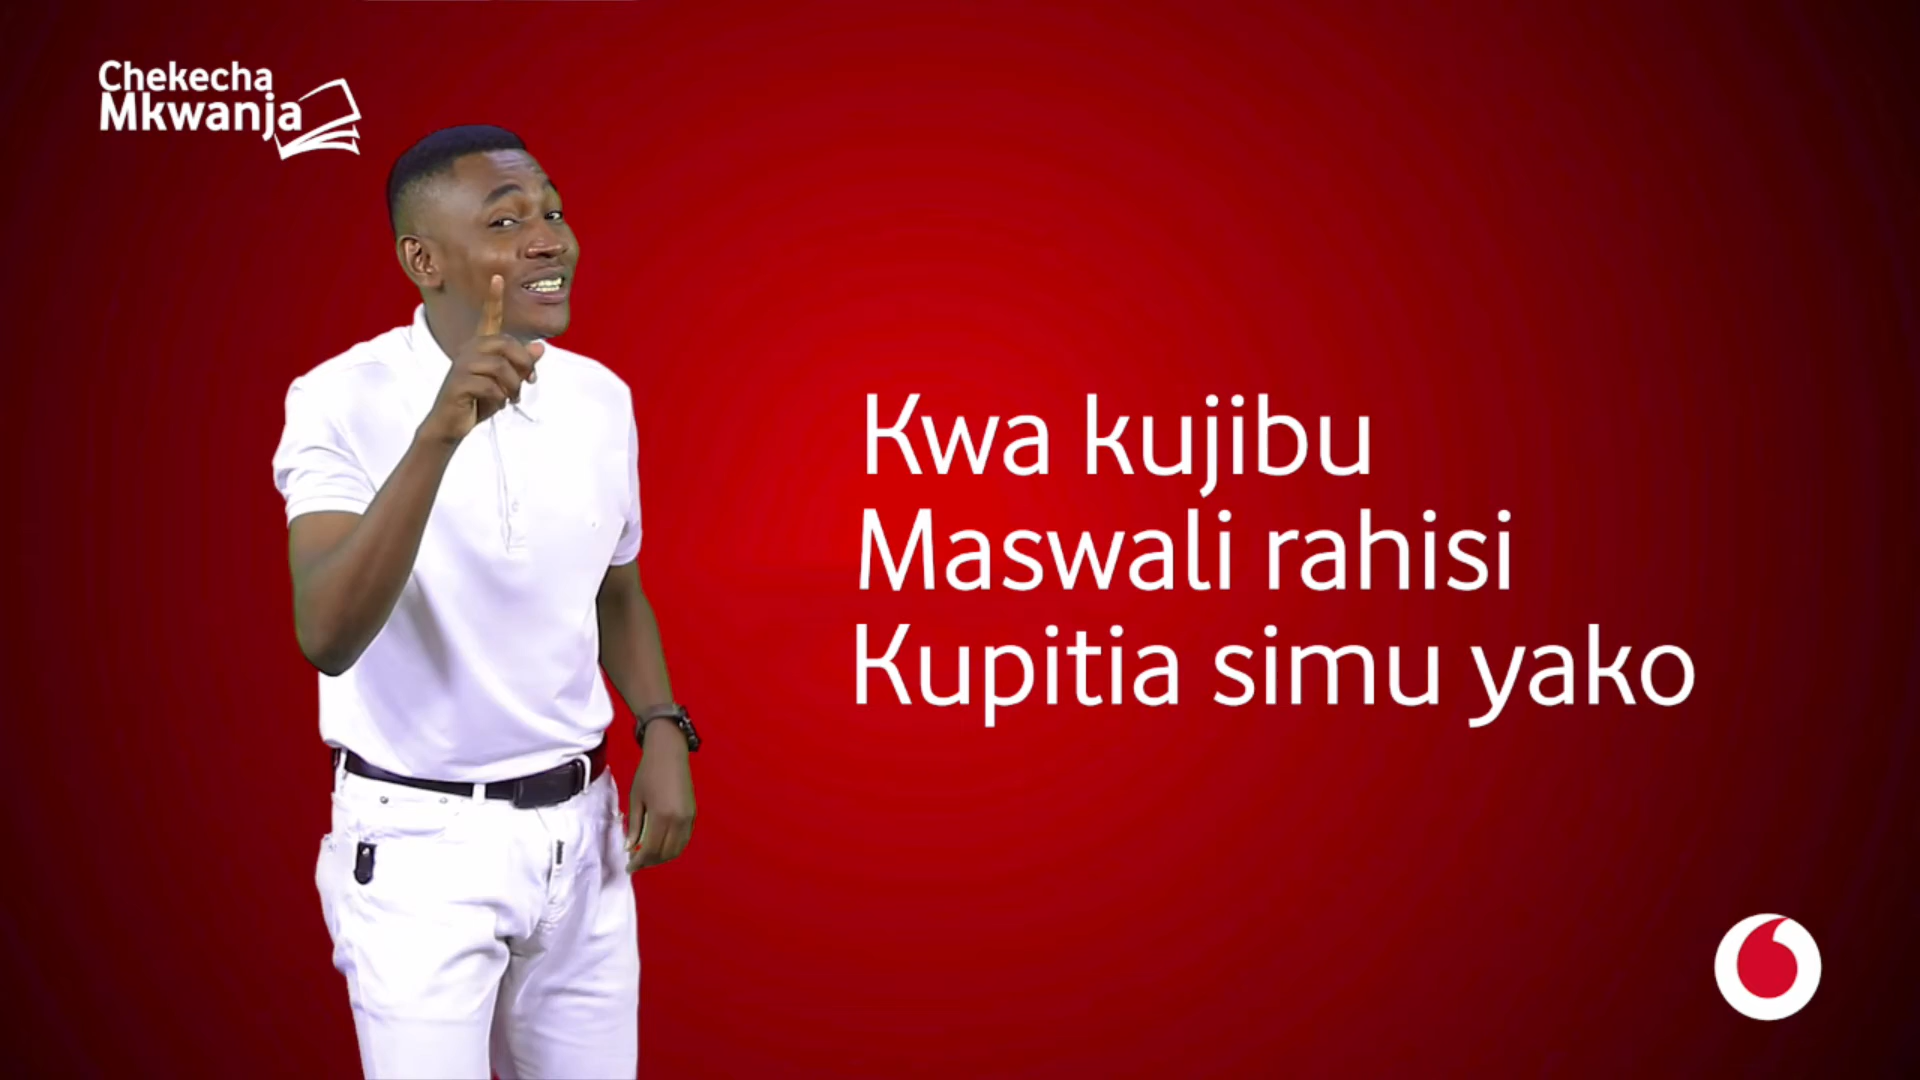 Chekecha
Mkwanja
Kwa kujibu
Maswali rahisi
Kupitia simu yako